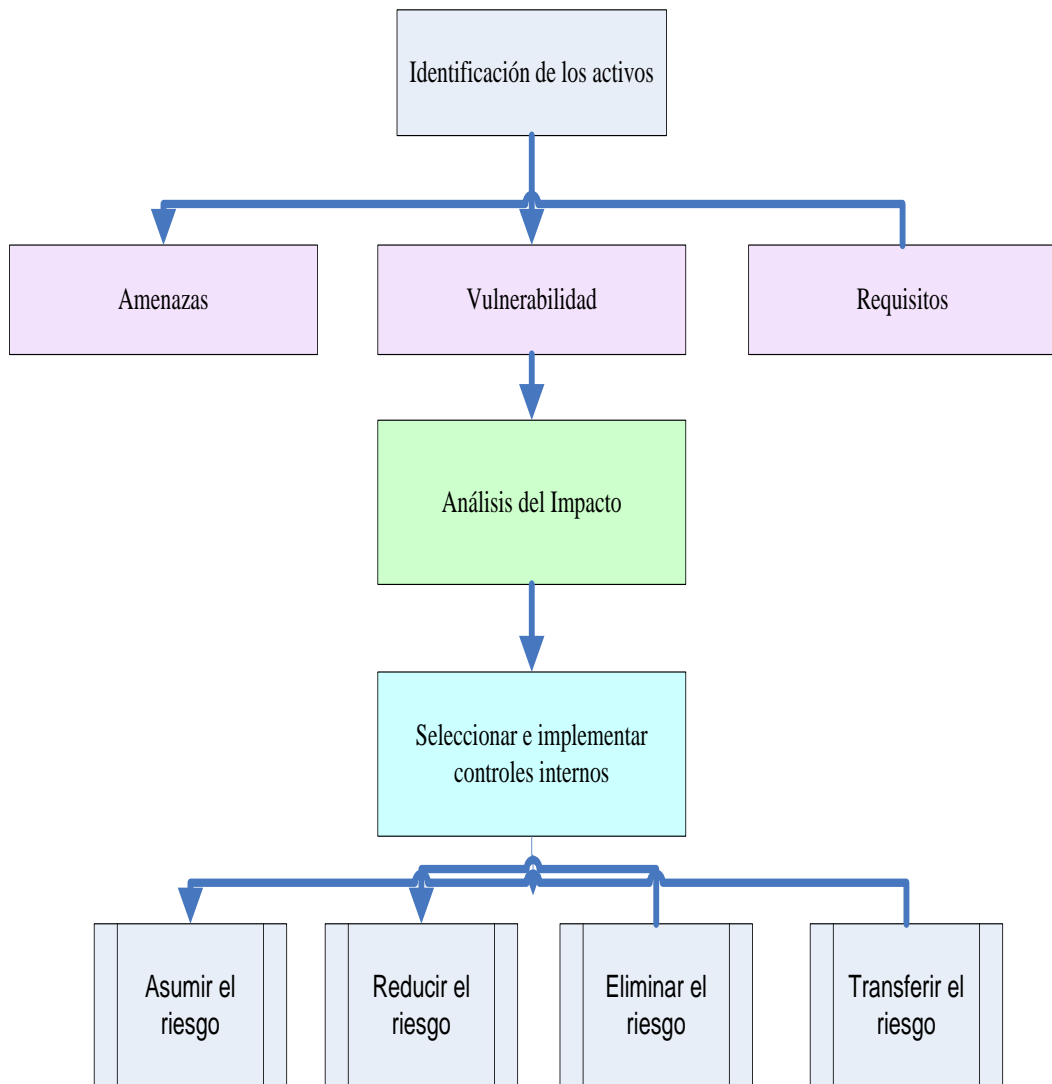 Identificación de los activos
Amenazas
Vulnerabilidad
Requisitos
Análisis del Impacto
Seleccionar e implementar
controles internos
Asumir el
riesgo
Reducir el
riesgo
Eliminar el
riesgo
Transferir el
riesgo